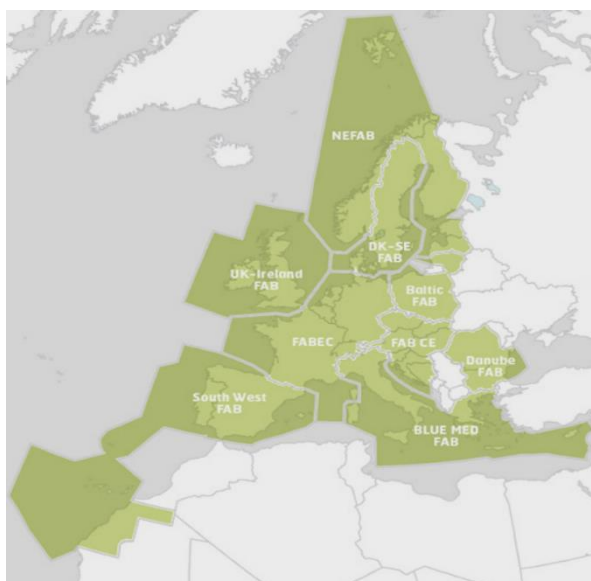 NEFAB
DK-SE
FAB
UK-Ireland
FAB
Baltic
FAB
FABEC
FAB CE
Danube
FAB
South West
FAB
BLUE MED
FAB